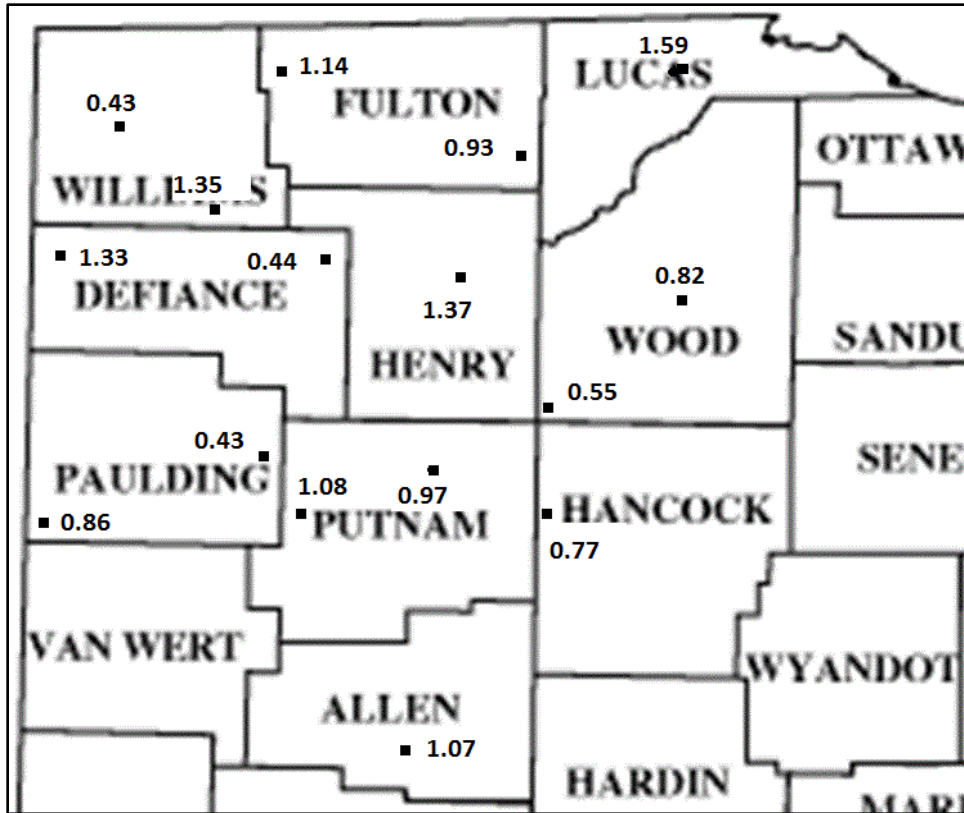 1.59
1.14
LUCAS
FULTON
0.43
0.93
OTTAW
1.35
WILLIAMS
1.33
0.44
DEFIANCE
0.82
1.37
WOOD
SANDU
HENRY
0.55
0.43
SENE
PAULDING
1.08
0.97
HANCOCK
0.86
PUTNAM
0.77
VAN WERT
WYANDOT
ALLEN
1.07
HARDIN
MARI